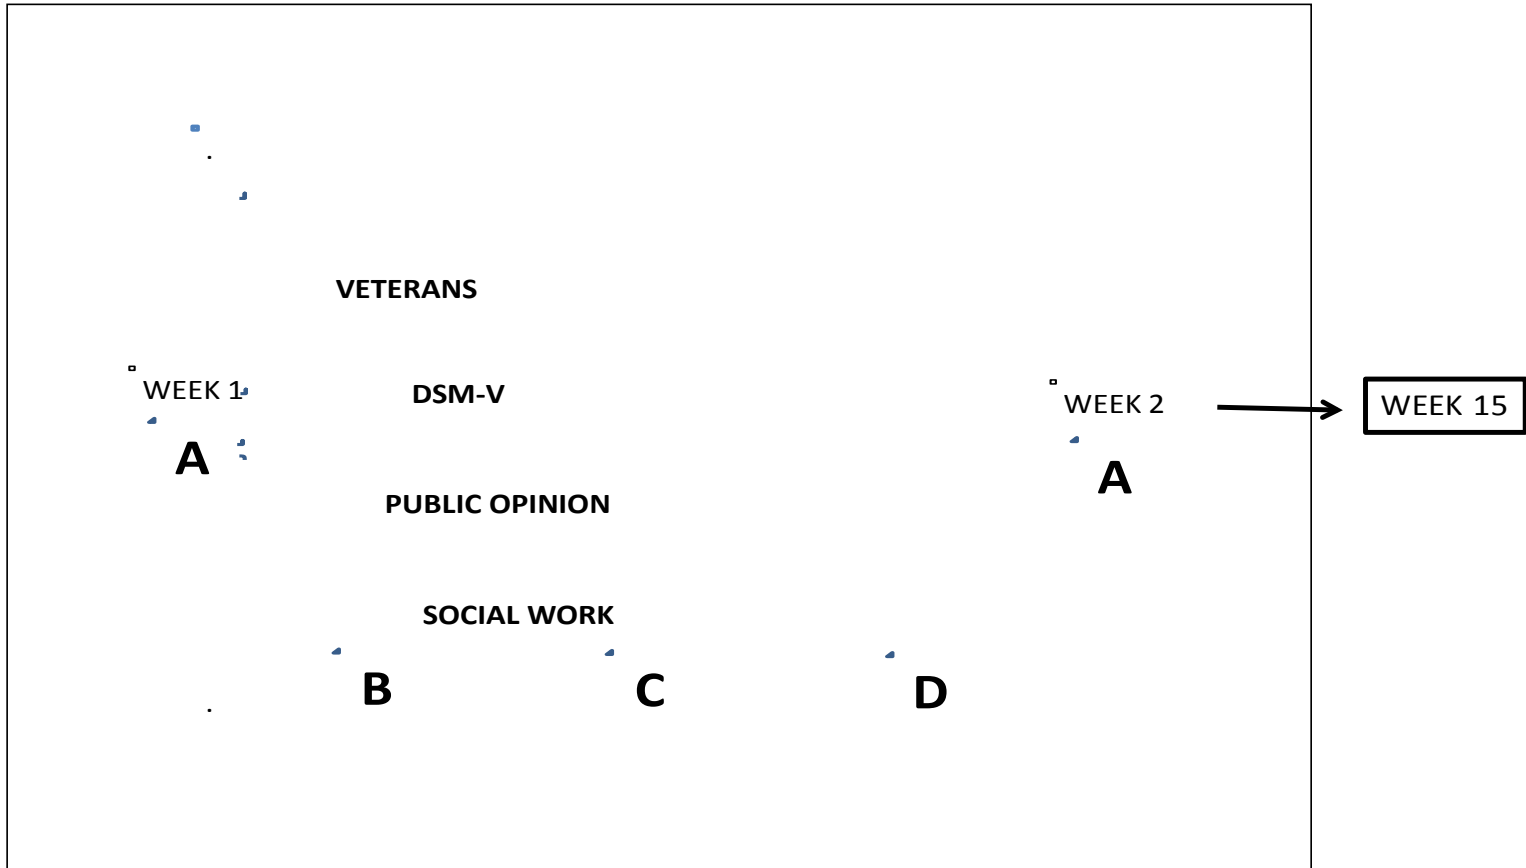 VETERANS
WEEK 1
DSM-V
WEEK 2
WEEK 15
A
A
PUBLIC OPINION
SOCIAL WORK
B
C
D